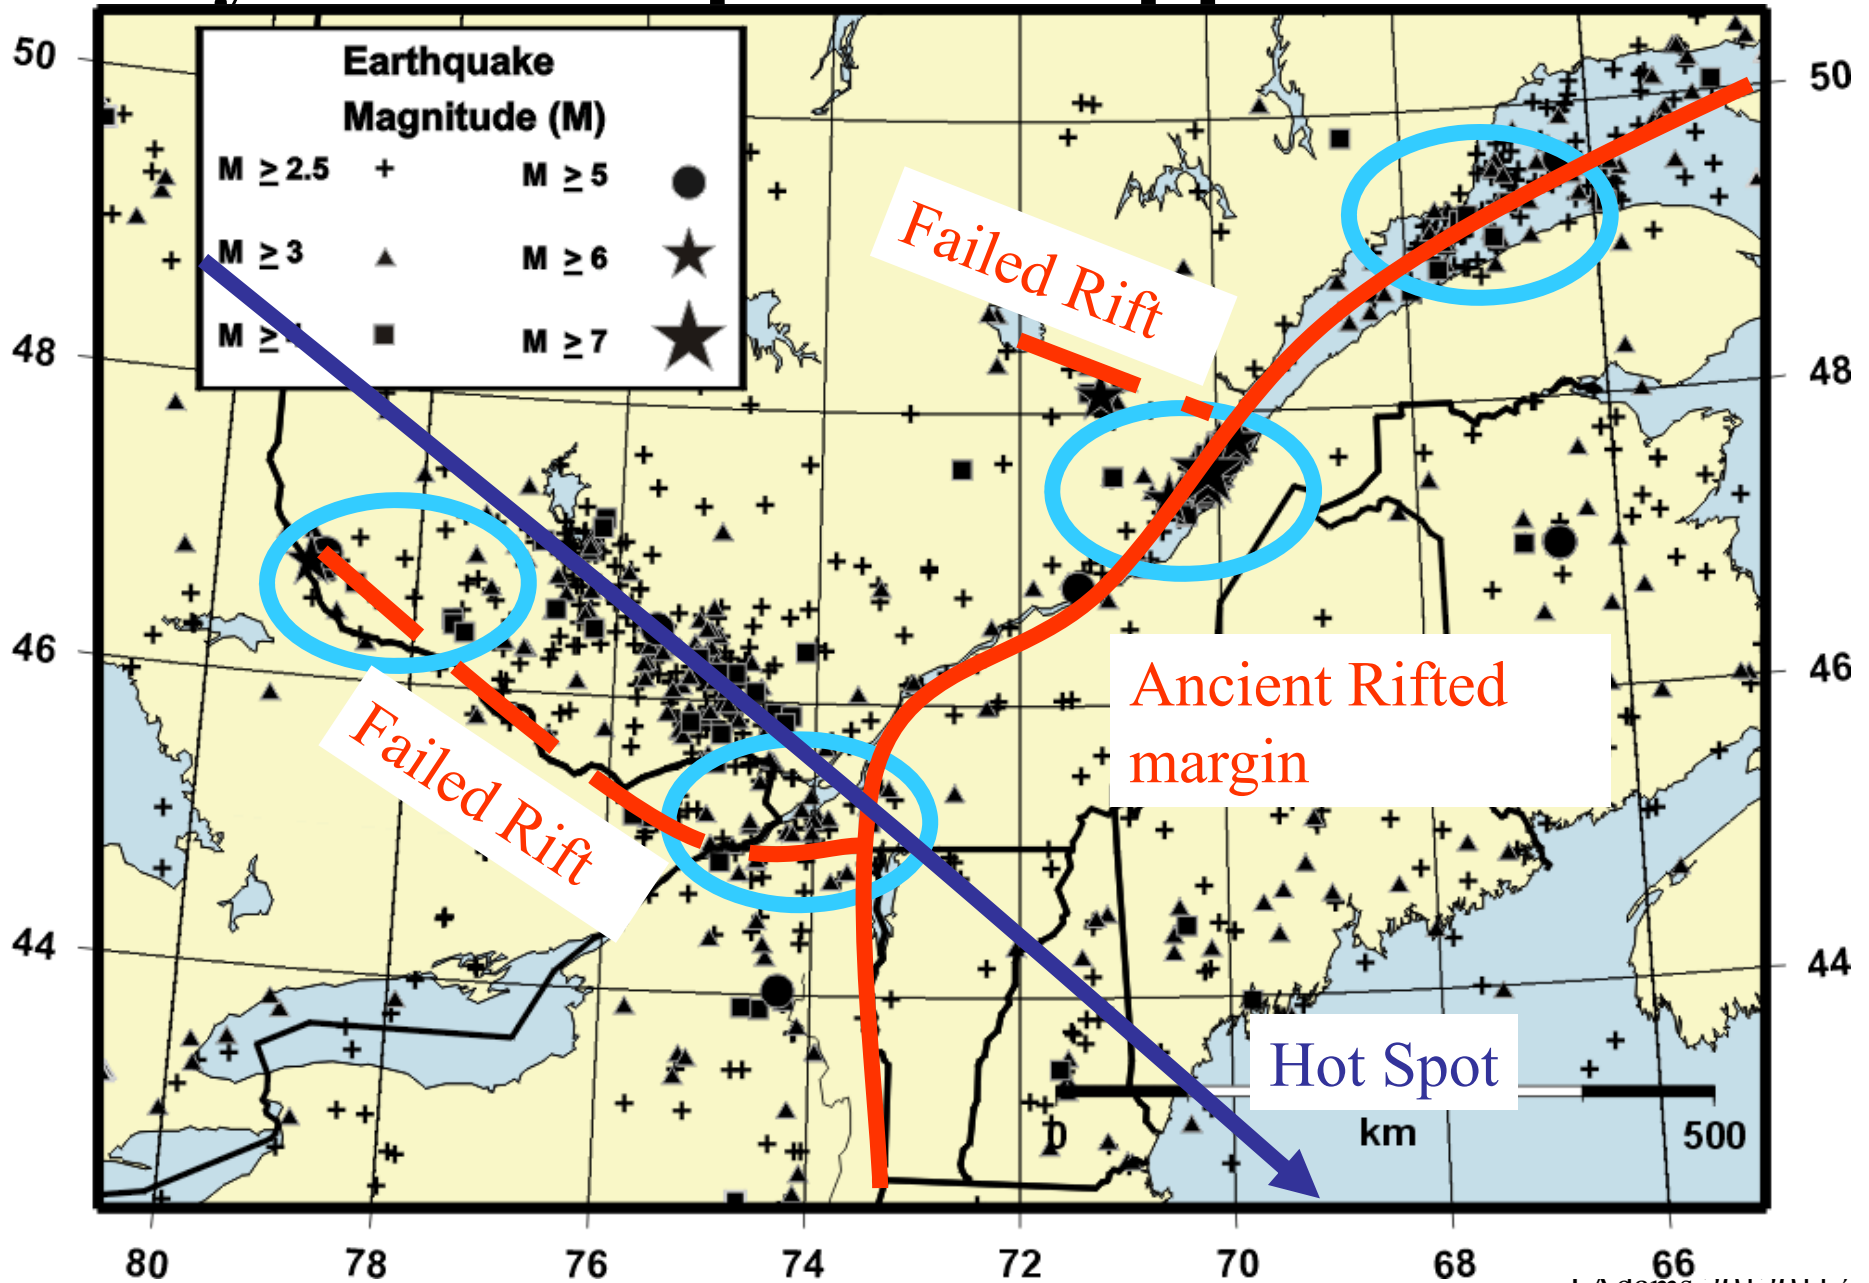 50
50
Earthquake
Magnitude (M)
M ≥ 2.5
M ≥ 5
M ≥ 3
M ≥ 6
M ≥
M ≥ 7
Failed Rift
48
48
46
46
Ancient Rifted
margin
Failed Rift
44
44
Hot Spot
0
km
500
80
78
76
74
72
70
68
66